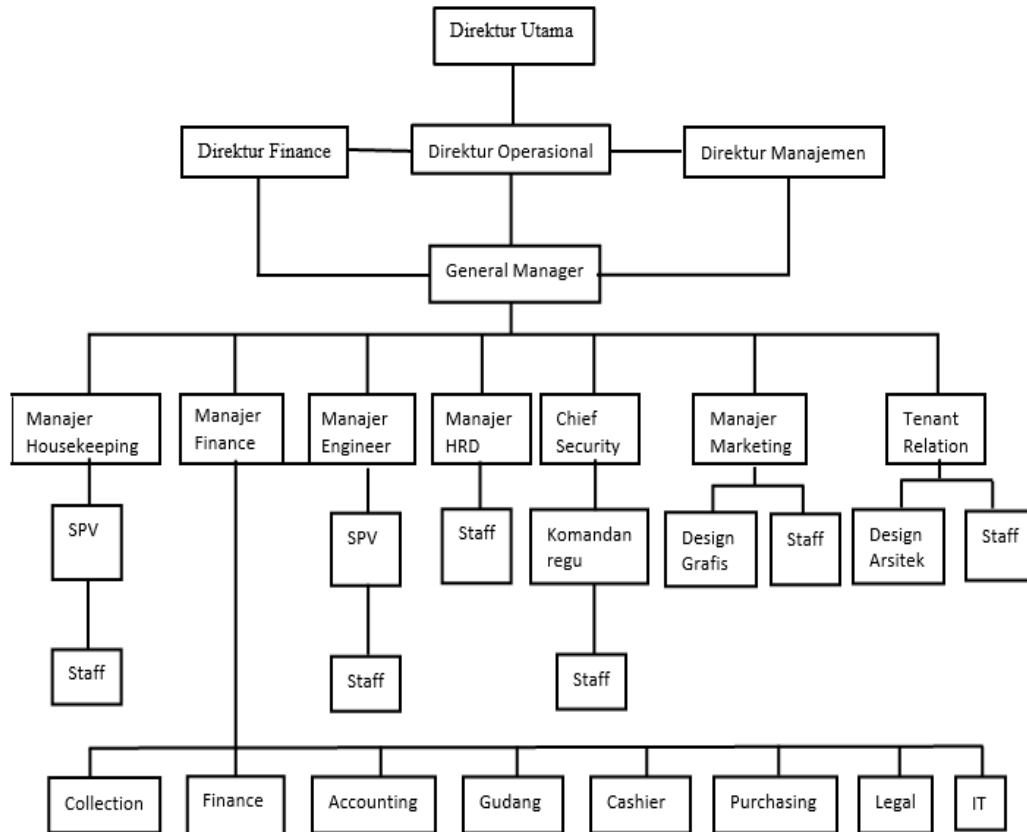 Direktur Utama
Direktur Finance
Direktur Operasional
Direktur Manajemen
General Manager
Manajer
Housekeeping
Manajer
Finance
Manajer
Engineer
Manajer
HRD
Chief
Security
Manajer
Marketing
Tenant
Relation
SPV
SPV
Staff
Komandan
regu
Design
Grafis
Staff
Design
Arsitek
Staff
Staff
Staff
Staff
Collection
Finance
Accounting
Gudang
Cashier
Purchasing
Legal
IT